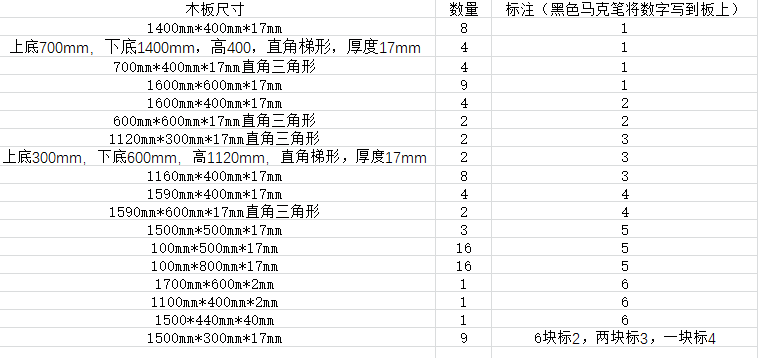 木板尺寸 数量 标注（黑色马克笔将数字写到板上）
1400mm*400mm*17mm 8 1
上底700mm，下底1400mm，高400，直角梯形，厚度17mm 4 1
700mm*400mm*17mm直角三角形 4 1
1600mm*600mm*17mm 9 1
1600mm*400mm*17mm 4 2
600mm*600mm*17mm直角三角形 2 2
1120mm*300mm*17mm直角三角形 2 3
上底300mm，下底600mm，高1120mm，直角梯形，厚度17mm 2 3
1160mm*400mm*17mm 8 3
1590mm*400mm*17mm 4 4
1590mm*600mm*17mm直角三角形 2 4
1500mm*500mm*17mm 3 5
100mm*500mm*17mm 16 5
100mm*800mm*17mm 16 5
1700mm*600m*2mm 1 6
1100mm*400mm*2mm 1 6
1500*440mm*40mm 1 6
1500mm*300mm*17mm 9 6块标2，两块标3，一块标4